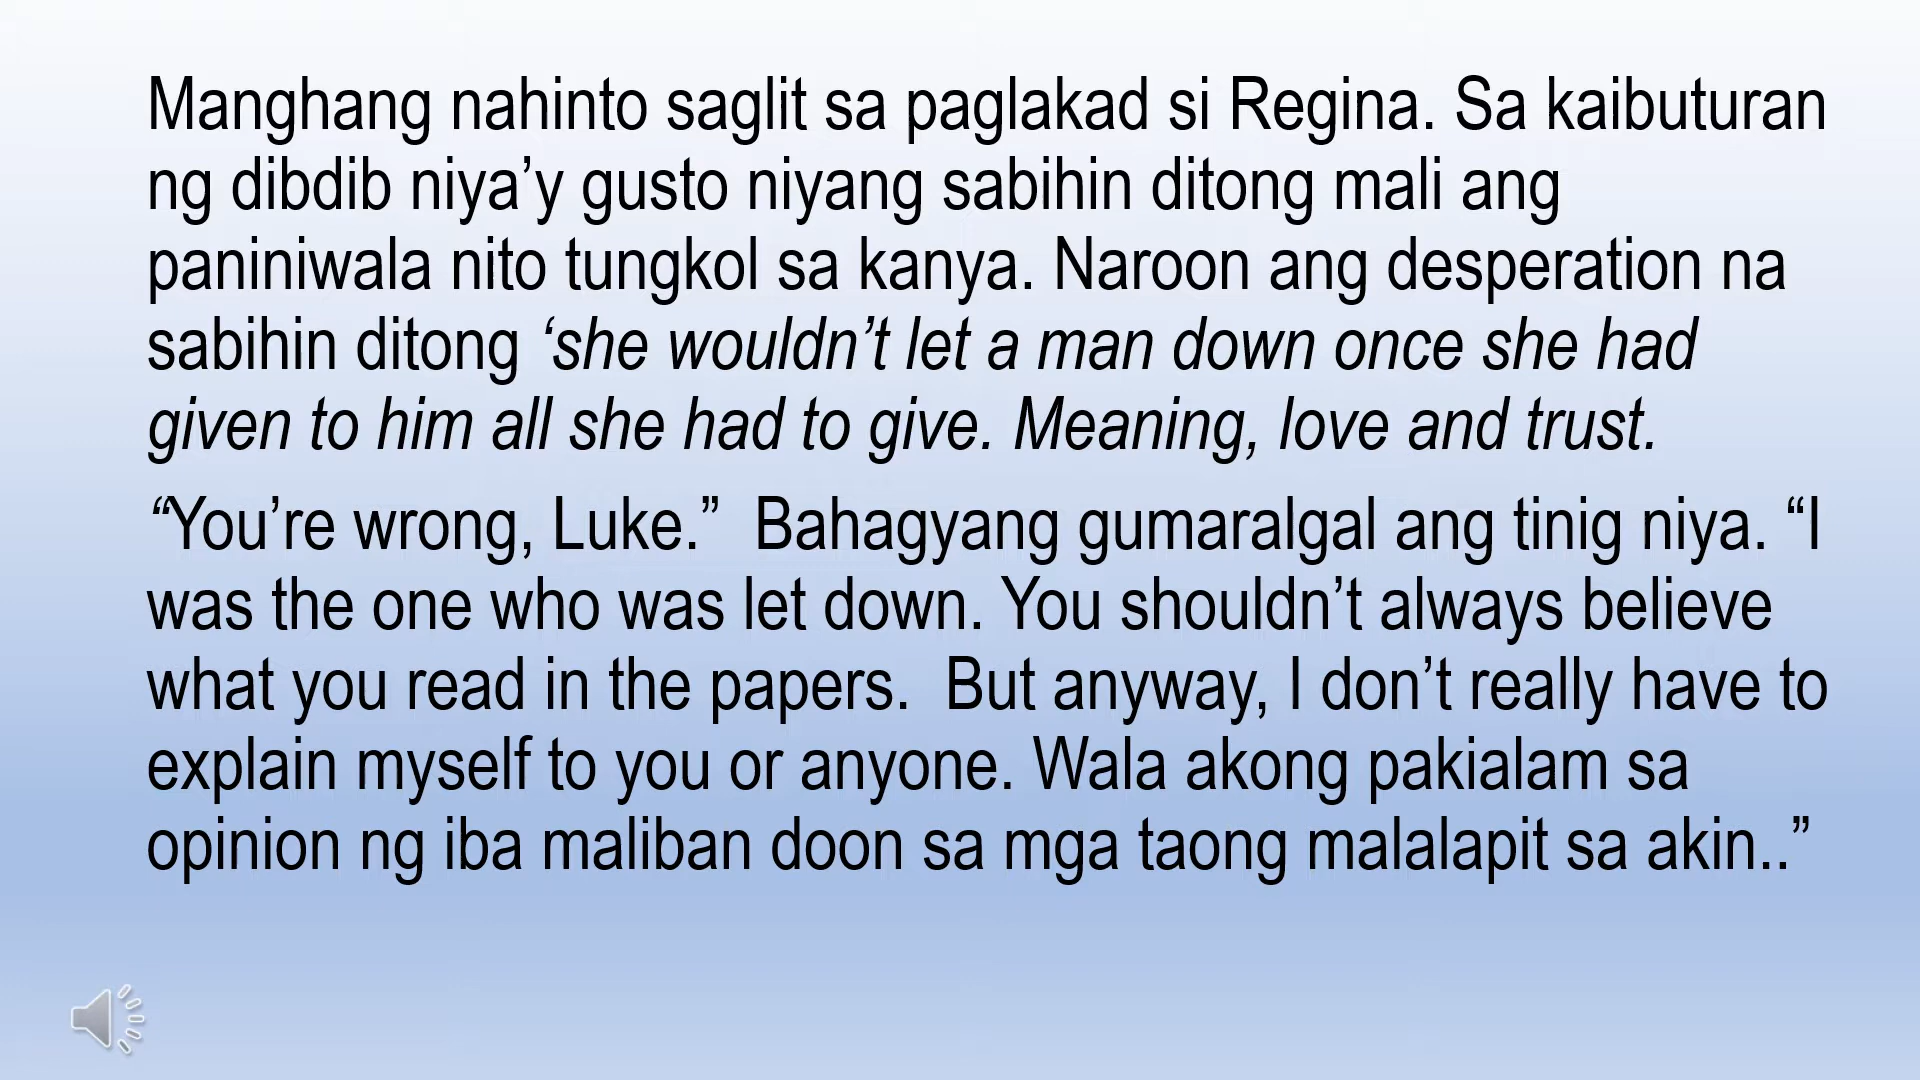 Manghang nahinto saglit sa paglakad si Regina. Sa kaibuturan
ng dibdib niya’y gusto niyang sabihin ditong mali ang
paniniwala nito tungkol sa kanya. Naroon ang desperation na
sabihin ditong ‘she wouldn’t let a man down once she had
given to him all she had to give. Meaning, love and trust.
“You’re wrong, Luke.”  Bahagyang gumaralgal ang tinig niya. “I
was the one who was let down. You shouldn’t always believe
what you read in the papers.  But anyway, I don’t really have to
explain myself to you or anyone. Wala akong pakialam sa
opinion ng iba maliban doon sa mga taong malalapit sa akin..”